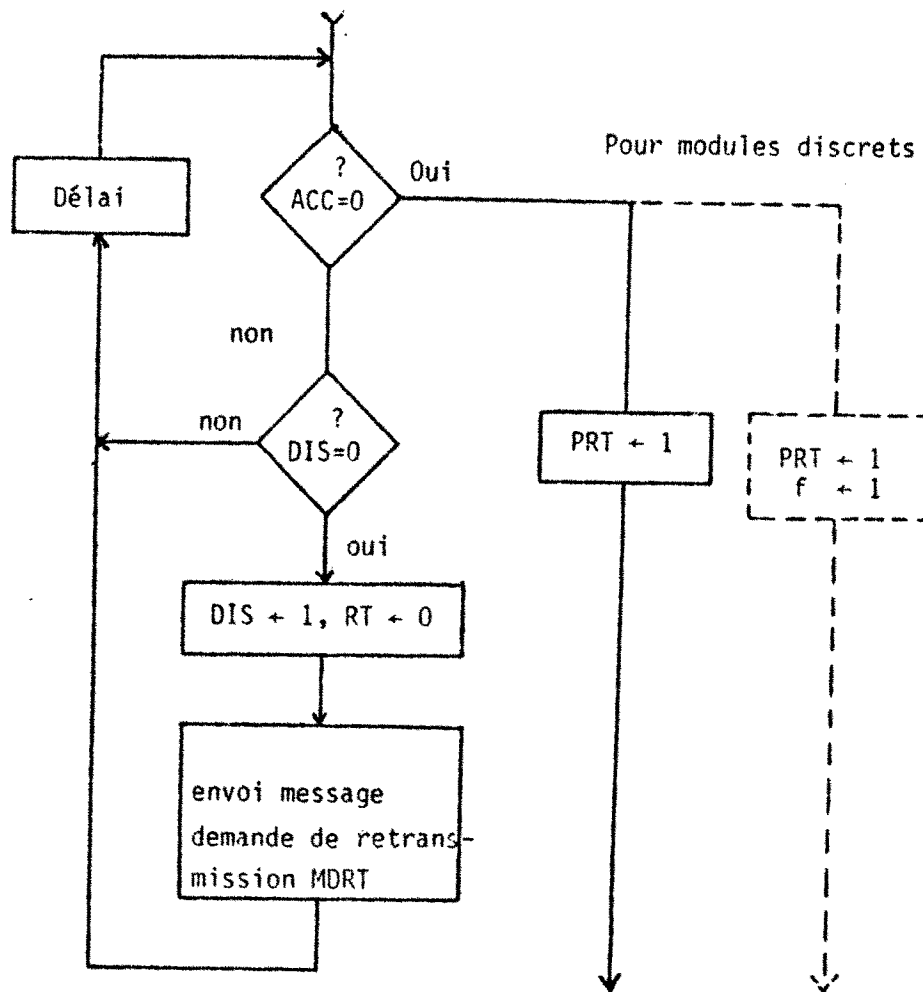 Pour modules discrets
?
ACC=0
Oui
Délai
non
?
DIS=0
non
PRT ← 1
PRT ← 1
f ← 1
oui
DIS ← 1, RT ← 0
envoi message
demande de retrans-
mission MDRT